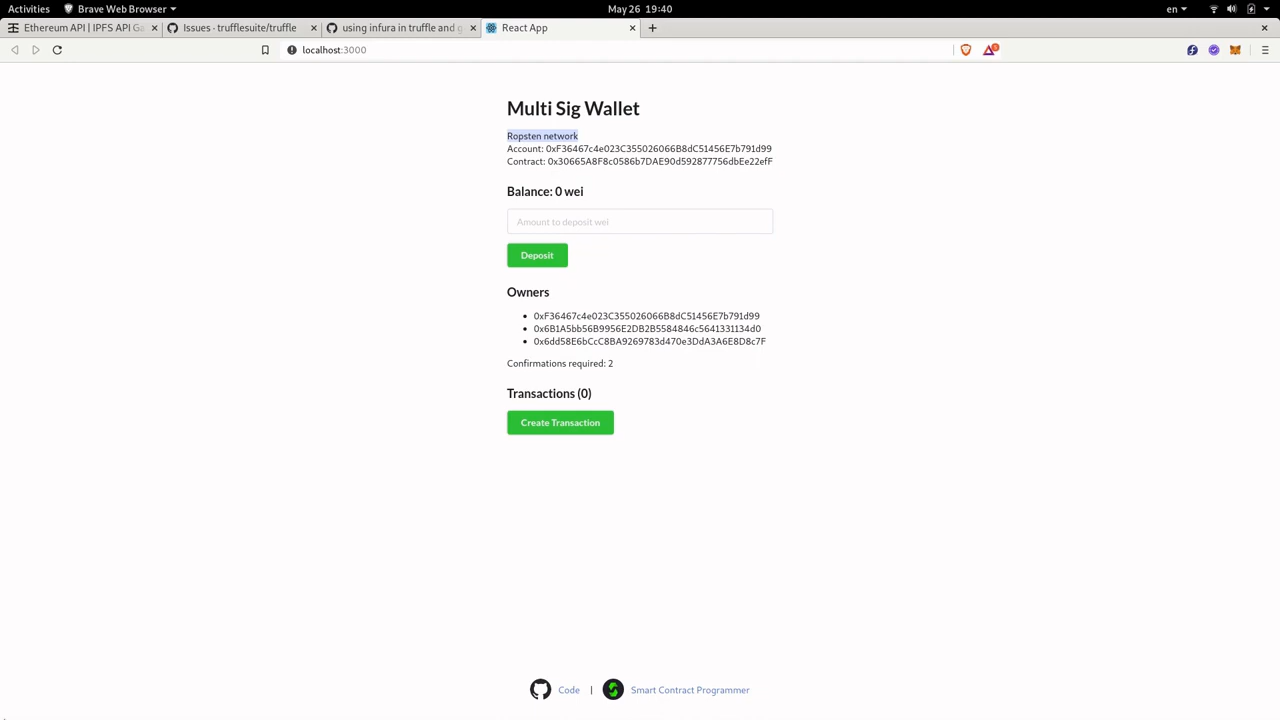 Activities Brave Web Browser May 26 19:40 en
Ethereum API | IPFS API Ga Issues · trufflesuite/truffle using infura in truffle and g React App
localhost:3000
Multi Sig Wallet
Ropsten network
Account: 0xF36467c4e023C355026066B8dC51456E7b791d99
Contract: 0x30665A8F8c0586b7DAE90d592877756dbEe22efF
Balance: 0 wei
Amount to deposit wei
Deposit
Owners
0xF36467c4e023C355026066B8dC51456E7b791d99
0x6B1A5bb56B9956E2DB2B5584846c5641331134d0
0x6dd58E6bCcC8BA9269783d470e3DdA3A6E8D8c7F
Confirmations required: 2
Transactions (0)
Create Transaction
Code | Smart Contract Programmer